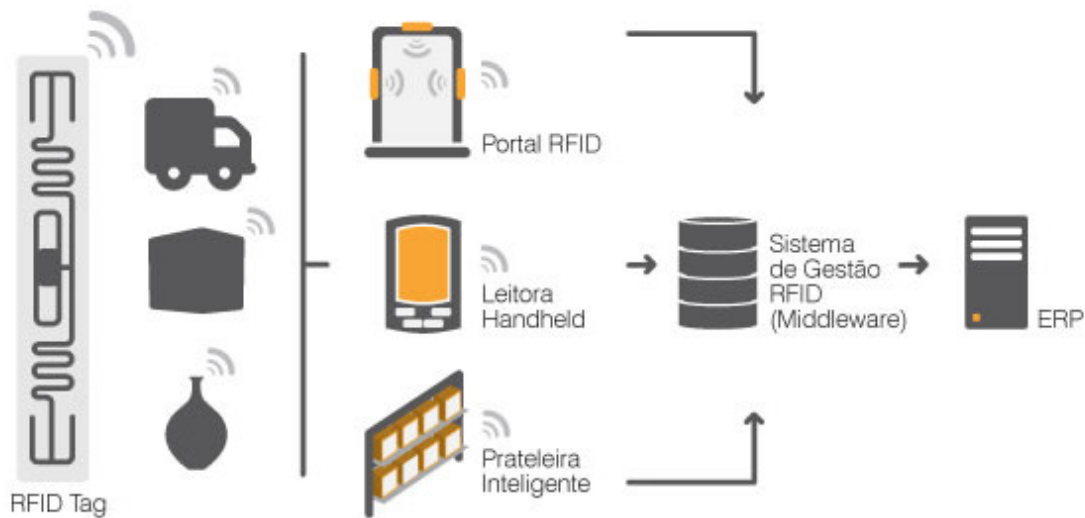 RFID Tag
Portal RFID
Leitora
Handheld
Prateleira
Inteligente
Sistema
de Gestão
RFID
(Middleware)
ERP